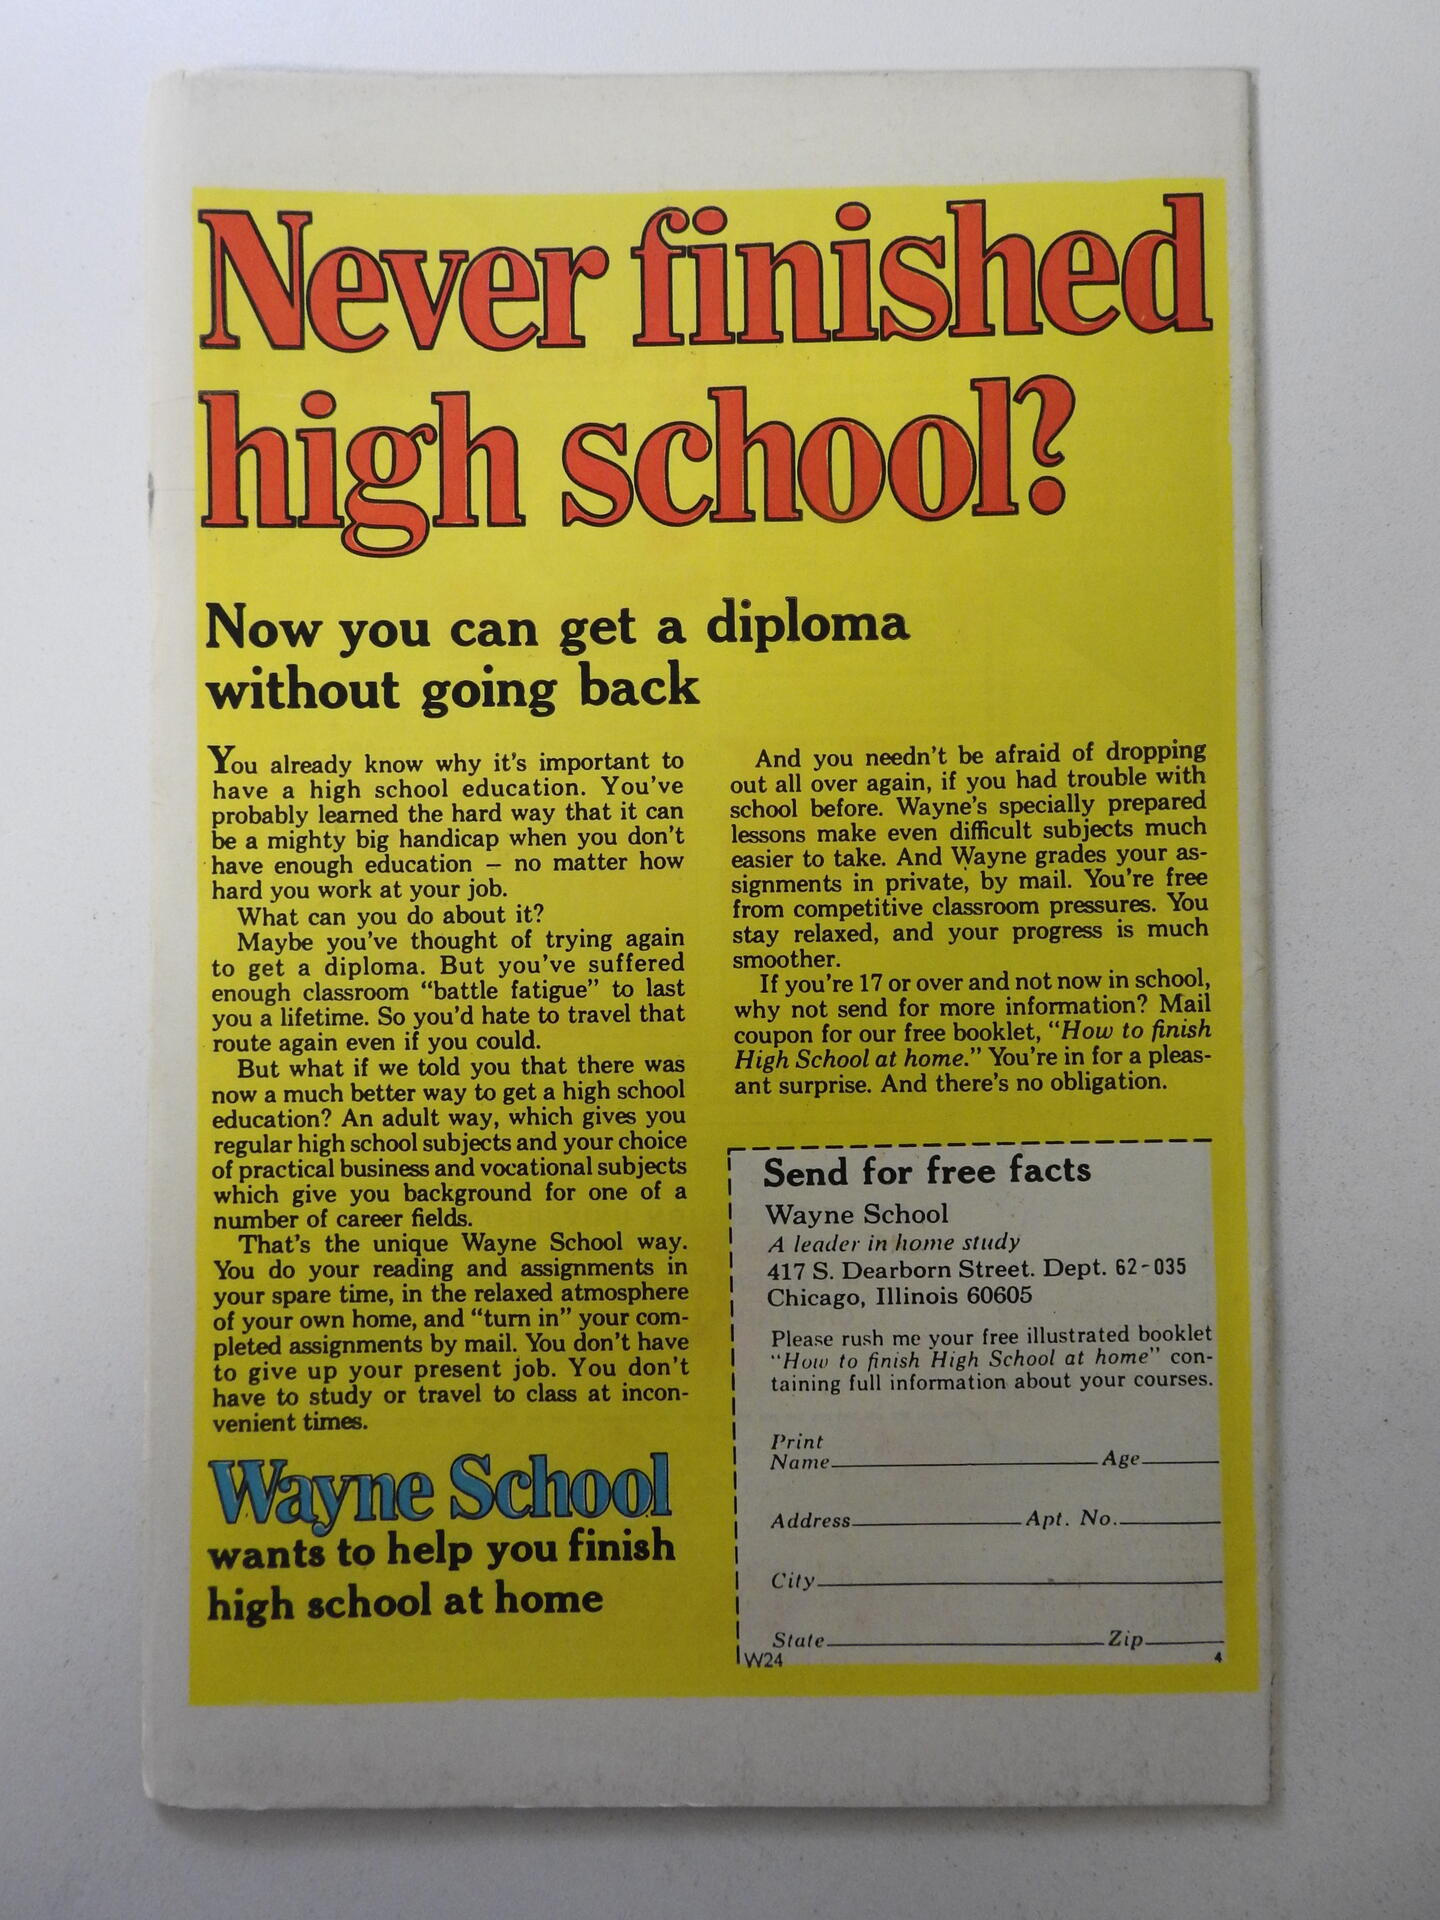 Never finished
high school?
Now you can get a diploma
without going back
You already know why it's important to
have a high school education. You've
probably learned the hard way that it can
be a mighty big handicap when you don't
have enough education – no matter how
hard you work at your job.
What can you do about it?
Maybe you've thought of trying again
to get a diploma. But you've suffered
enough classroom “battle fatigue” to last
you a lifetime. So you'd hate to travel that
route again even if you could.
But what if we told you that there was
now a much better way to get a high school
education? An adult way, which gives you
regular high school subjects and your choice
of practical business and vocational subjects
which give you background for one of a
number of career fields.
That's the unique Wayne School way.
You do your reading and assignments in
your spare time, in the relaxed atmosphere
of your own home, and “turn in” your com-
pleted assignments by mail. You don't have
to give up your present job. You don't
have to study or travel to class at incon-
venient times.
Wayne School
wants to help you finish
high school at home
And you needn't be afraid of dropping
out all over again, if you had trouble with
school before. Wayne's specially prepared
lessons make even difficult subjects much
easier to take. And Wayne grades your as-
signments in private, by mail. You're free
from competitive classroom pressures. You
stay relaxed, and your progress is much
smoother.
If you're 17 or over and not now in school,
why not send for more information? Mail
coupon for our free booklet, “How to finish
High School at home.” You're in for a pleas-
ant surprise. And there's no obligation.
Send for free facts
Wayne School
A leader in home study
417 S. Dearborn Street. Dept. 62-035
Chicago, Illinois 60605
Please rush me your free illustrated booklet
“How to finish High School at home” con-
taining full information about your courses.
Print
Name Age
Address Apt. No.
City
State Zip
W24 4